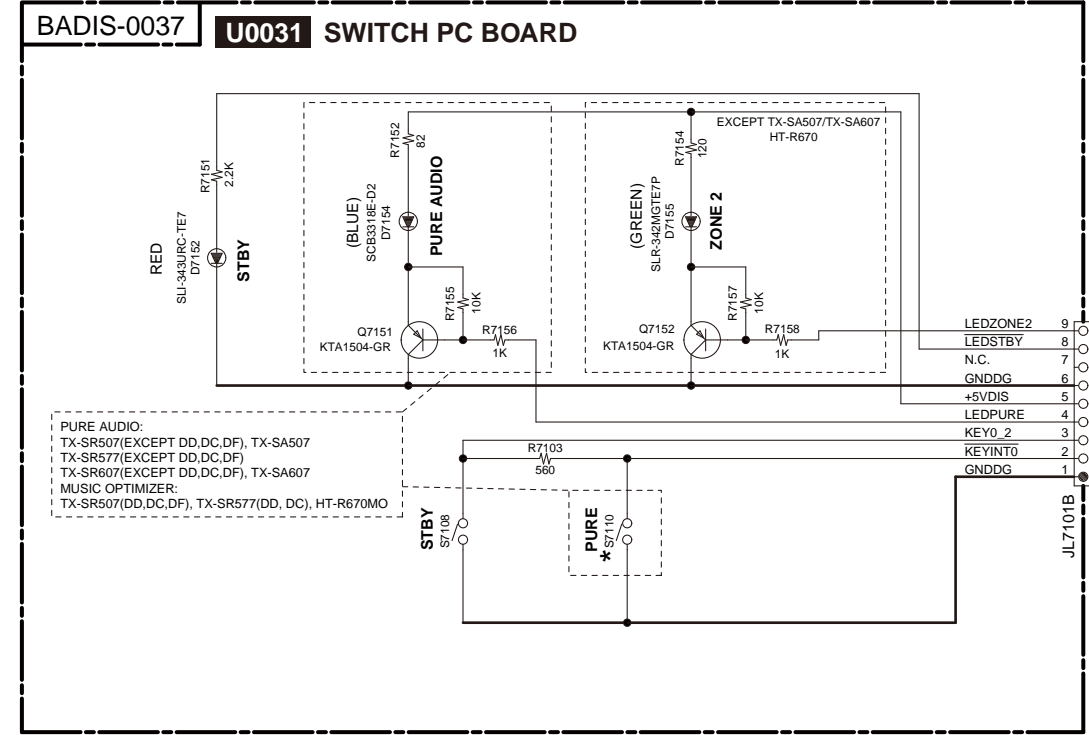 BADIS-0037
U0031 SWITCH PC BOARD
EXCEPT TX-SA507/TX-SA607
HT-R670
R7151
2.2K
RED
SLI-343URC-TE7
D7152
STBY
R7152
82
(BLUE)
SCB3318E-D2
D7154
PURE AUDIO
R7155
10K
Q7151
KTA1504-GR
R7156
1K
R7154
120
(GREEN)
SLR-342MGTE7P
D7155
ZONE 2
R7157
10K
Q7152
KTA1504-GR
R7158
1K
LEDZONE2 9
LEDSTBY 8
N.C. 7
GNDDG 6
+5VDIS 5
LEDPURE 4
KEY0_2 3
KEYINT0 2
GNDDG 1
JL7101B
PURE AUDIO:
TX-SR507(EXCEPT DD,DC,DF), TX-SA507
TX-SR577(EXCEPT DD,DC,DF)
TX-SR607(EXCEPT DD,DC,DF), TX-SA607
MUSIC OPTIMIZER:
TX-SR507(DD,DC,DF), TX-SR577(DD, DC), HT-R670MO
R7103
560
STBY
S7108
PURE
* S7110